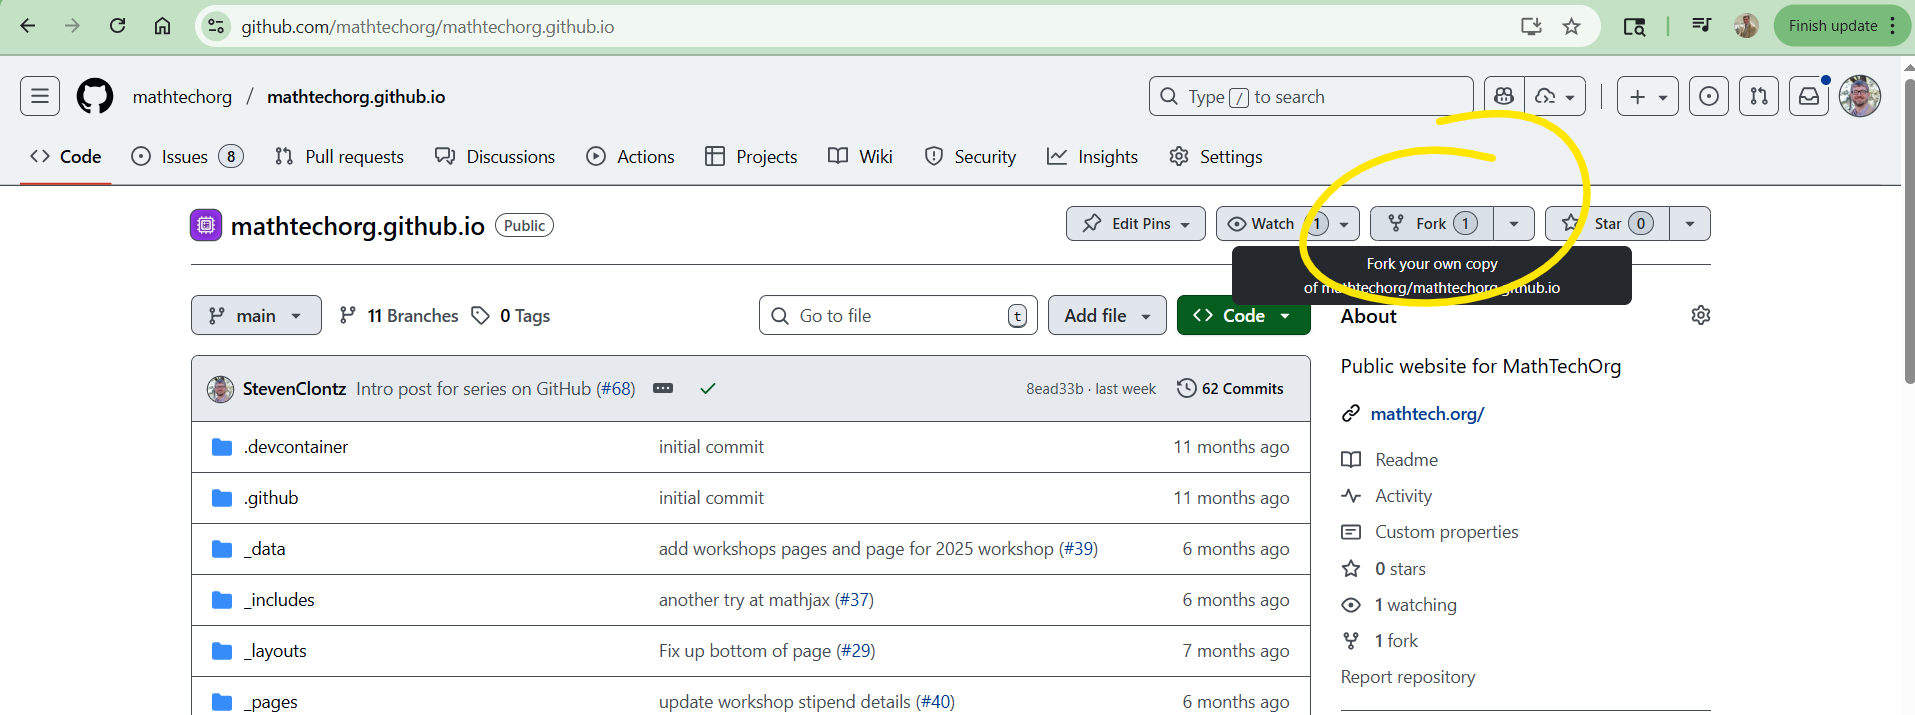 github.com/mathtechorg/mathtechorg.github.io
Finish update
mathtechorg / mathtechorg.github.io
Type / to search
Code
Issues 8
Pull requests
Discussions
Actions
Projects
Wiki
Security
Insights
Settings
mathtechorg.github.io Public
Edit Pins
Watch 1
Fork 1
Star 0
Fork your own copy
of mathtechorg/mathtechorg.github.io
main
11 Branches
0 Tags
Go to file t
Add file
Code
StevenClontz Intro post for series on GitHub (#68) 8ead33b · last week 62 Commits
.devcontainer initial commit 11 months ago
.github initial commit 11 months ago
_data add workshops pages and page for 2025 workshop (#39) 6 months ago
_includes another try at mathjax (#37) 6 months ago
_layouts Fix up bottom of page (#29) 7 months ago
_pages update workshop stipend details (#40) 6 months ago
About
Public website for MathTechOrg
mathtech.org/
Readme
Activity
Custom properties
0 stars
1 watching
1 fork
Report repository